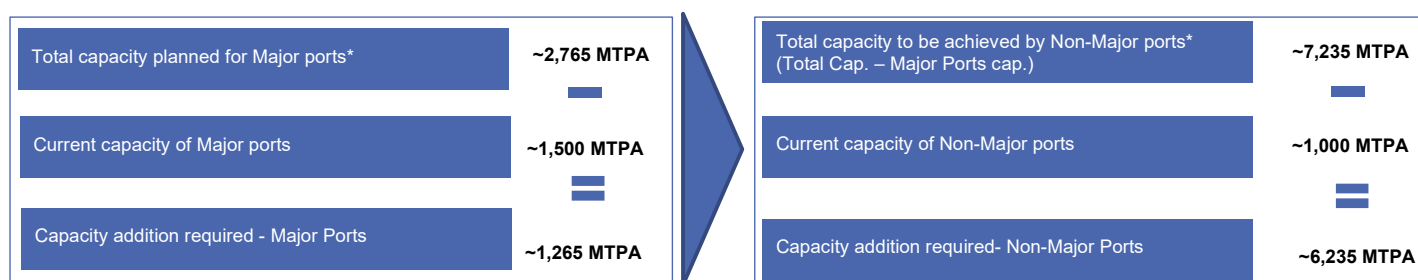 Total capacity planned for Major ports*
~2,765 MTPA
Current capacity of Major ports
~1,500 MTPA
Capacity addition required - Major Ports
~1,265 MTPA
Total capacity to be achieved by Non-Major ports*
(Total Cap. – Major Ports cap.)
~7,235 MTPA
Current capacity of Non-Major ports
~1,000 MTPA
Capacity addition required- Non-Major Ports
~6,235 MTPA